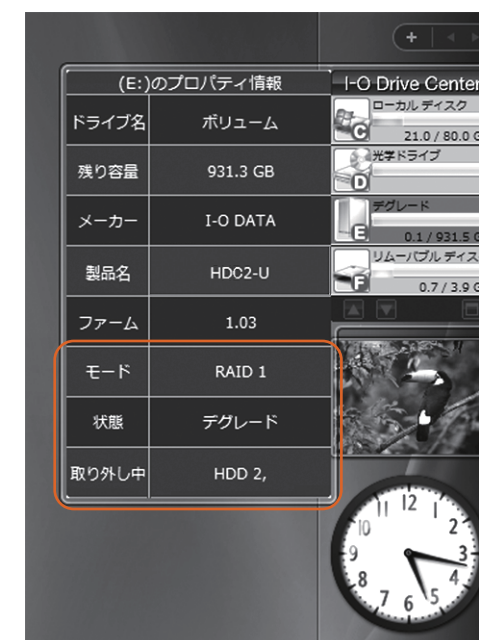 (E:)のプロパティ情報
ドライブ名 ボリューム
残り容量 931.3 GB
メーカー I-O DATA
製品名 HDC2-U
ファーム 1.03
モード RAID 1
状態 デグレード
取り外し中 HDD 2,
+
I-O Drive Center
ローカル ディスク
C
21.0 / 80.0 G
光学ドライブ
D
デグレード
E
0.1 / 931.5 G
リムーバブル ディス
F
0.7 / 3.9 G
11 12 1
10 2
9 3
8 4
7 6 5